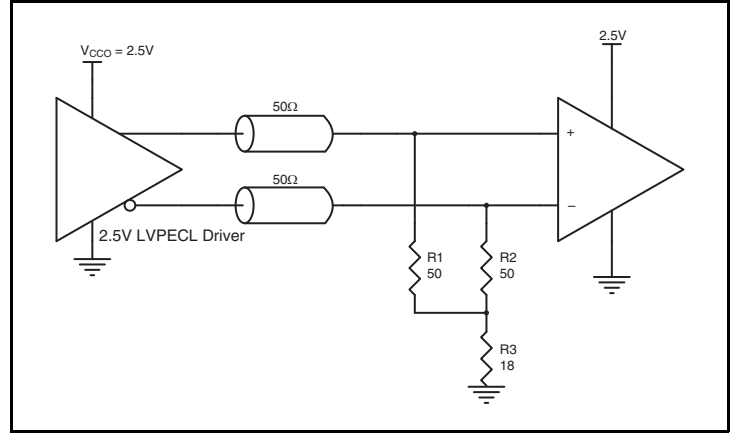 V_CCO = 2.5V
2.5V
50Ω
+
50Ω
−
2.5V LVPECL Driver
R1
50
R2
50
R3
18